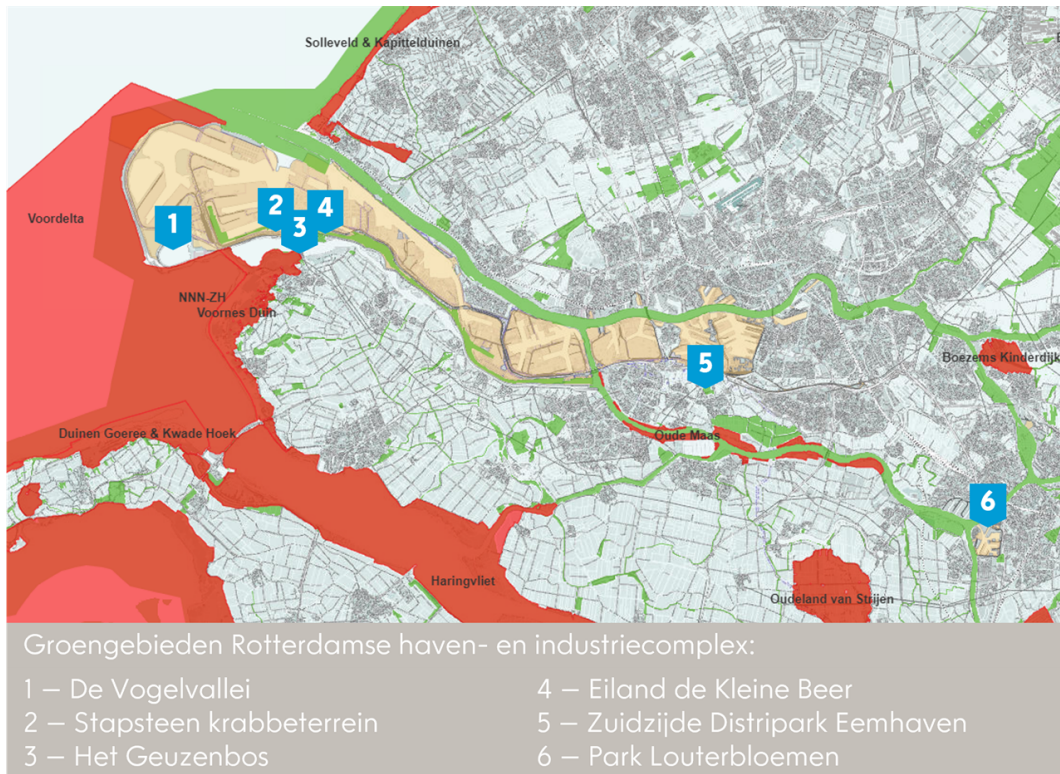 Solleveld & Kapittelduinen
Voordelta
2
4
1
3
NNN-ZH
Voornes Duin
Boezems Kinderdijk
5
Duinen Goeree & Kwade Hoek
Oude Maas
6
Haringvliet
Oudeland van Strijen
Groengebieden Rotterdamse haven- en industriecomplex:
1 – De Vogelvallei
2 – Stapsteen krabbeterrein
3 – Het Geuzenbos
4 – Eiland de Kleine Beer
5 – Zuidzijde Distripark Eemhaven
6 – Park Louterbloemen